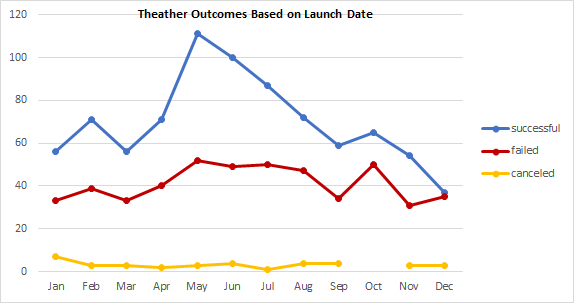 Theather Outcomes Based on Launch Date
120
100
80
60
40
20
0
Jan Feb Mar Apr May Jun Jul Aug Sep Oct Nov Dec
successful
failed
canceled